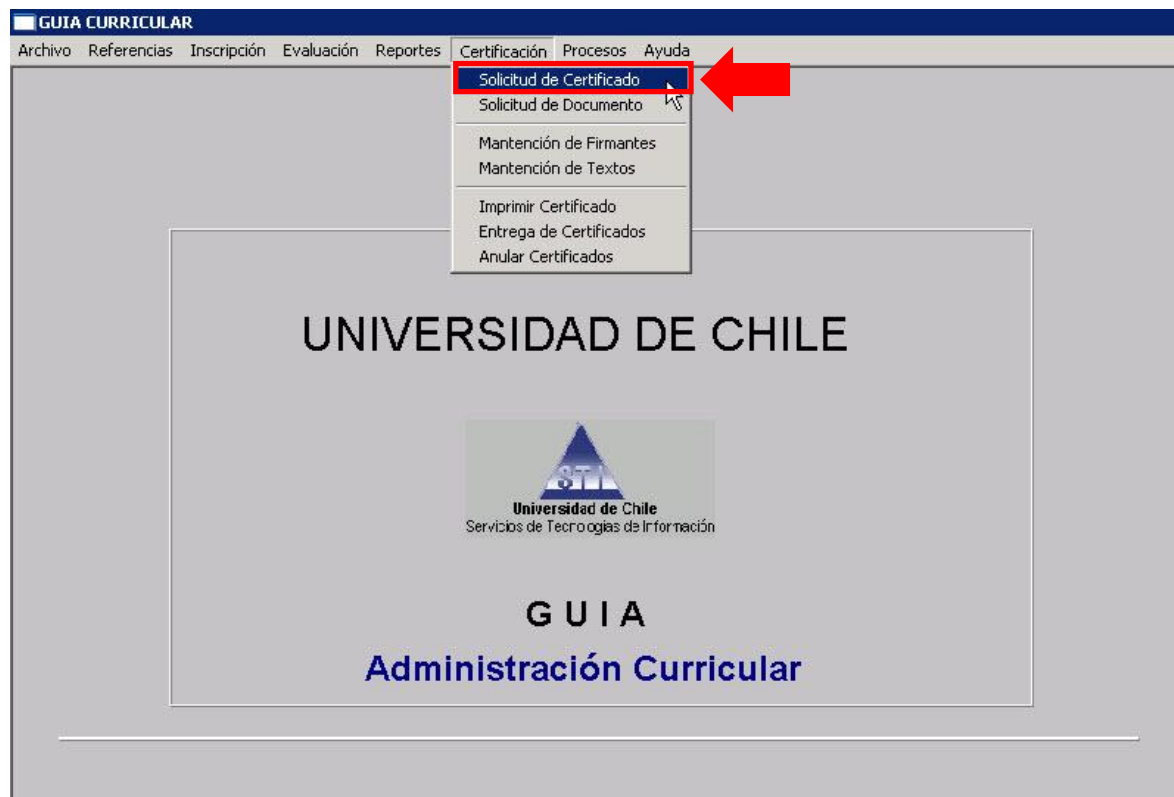 GUIA CURRICULAR
Archivo Referencias Inscripción Evaluación Reportes Certificación Procesos Ayuda
Solicitud de Certificado
Solicitud de Documento
Mantención de Firmantes
Mantención de Textos
Imprimir Certificado
Entrega de Certificados
Anular Certificados
UNIVERSIDAD DE CHILE
STI
Universidad de Chile
Servicios de Tecnologias de Información
G U I A
Administración Curricular